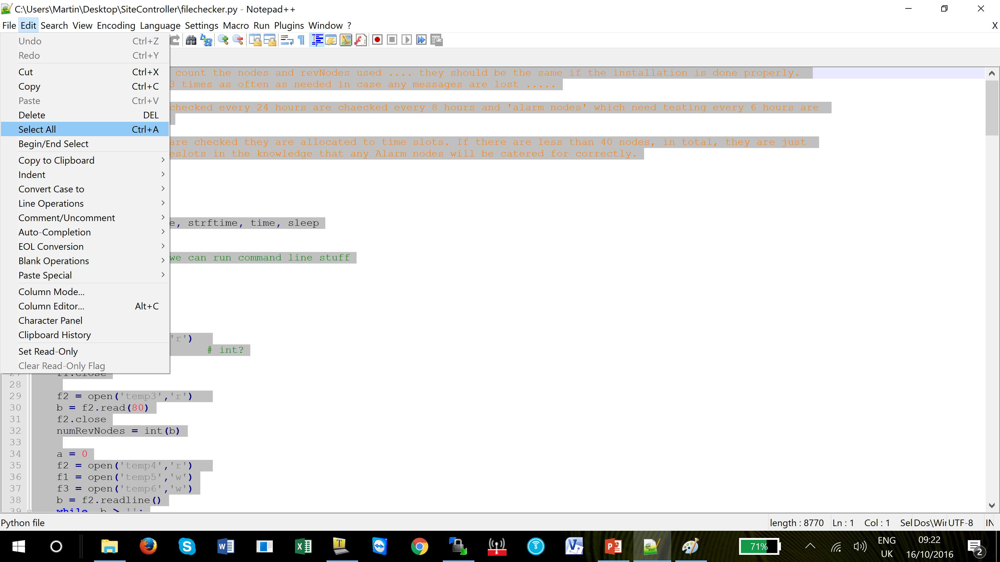 C:\Users\Martin\Desktop\SiteController\filechecker.py - Notepad++
File Edit Search View Encoding Language Settings Macro Run Plugins Window ? X
Undo Ctrl+Z
Redo Ctrl+Y
Cut Ctrl+X
Copy Ctrl+C
Paste Ctrl+V
Delete DEL
Select All Ctrl+A
Begin/End Select
Copy to Clipboard
Indent
Convert Case to
Line Operations
Comment/Uncomment
Auto-Completion
EOL Conversion
Blank Operations
Paste Special
Column Mode...
Column Editor... Alt+C
Character Panel
Clipboard History
Set Read-Only
Clear Read-Only Flag
count the nodes and revNodes used .... they should be the same if the installation is done properly.
3 times as often as needed in case any messages are lost .....
checked every 24 hours are chaecked every 8 hours and 'alarm nodes' which need testing every 6 hours are
are checked they are allocated to time slots. If there are less than 40 nodes, in total, they are just
eslots in the knowledge that any Alarm nodes will be catered for correctly.
e, strftime, time, sleep
we can run command line stuff
'r')
# int?
27 f1.close
28
29 f2 = open('temp3','r')
30 b = f2.read(80)
31 f2.close
32 numRevNodes = int(b)
33
34 a = 0
35 f2 = open('temp4','r')
36 f1 = open('temp5','w')
37 f3 = open('temp6','w')
38 b = f2.readline()
39 while b > '':
Python file length : 8770 Ln : 1 Col : 1 Sel Dos\Wi UTF-8 IN
71% ENG 09:22
UK 16/10/2016 2